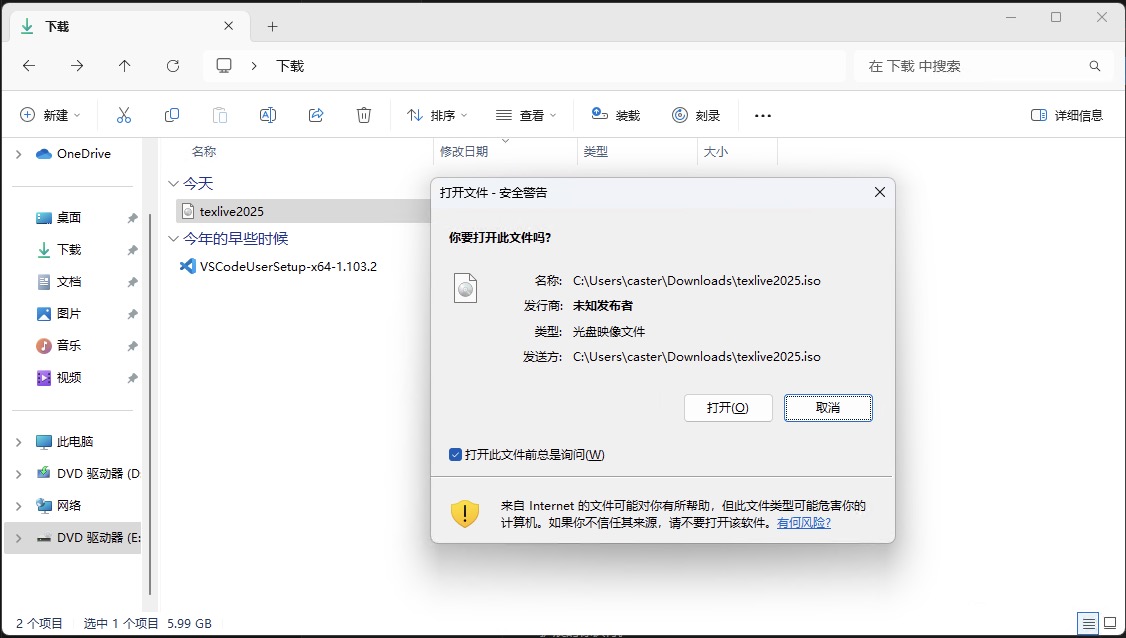 下载
下载
在 下载 中搜索
新建
排序
查看
装载
刻录
详细信息
OneDrive
桌面
下载
文档
图片
音乐
视频
此电脑
DVD 驱动器 (D:
网络
DVD 驱动器 (E:
名称
修改日期
类型
大小
今天
texlive2025
今年的早些时候
VSCodeUserSetup-x64-1.103.2
打开文件 - 安全警告
你要打开此文件吗?
名称: C:\Users\caster\Downloads\texlive2025.iso
发行商: 未知发布者
类型: 光盘映像文件
发送方: C:\Users\caster\Downloads\texlive2025.iso
打开(O)
取消
打开此文件前总是询问(W)
来自 Internet 的文件可能对你有所帮助，但此文件类型可能危害你的
计算机。如果你不信任其来源，请不要打开该软件。有何风险?
2 个项目
选中 1 个项目 5.99 GB